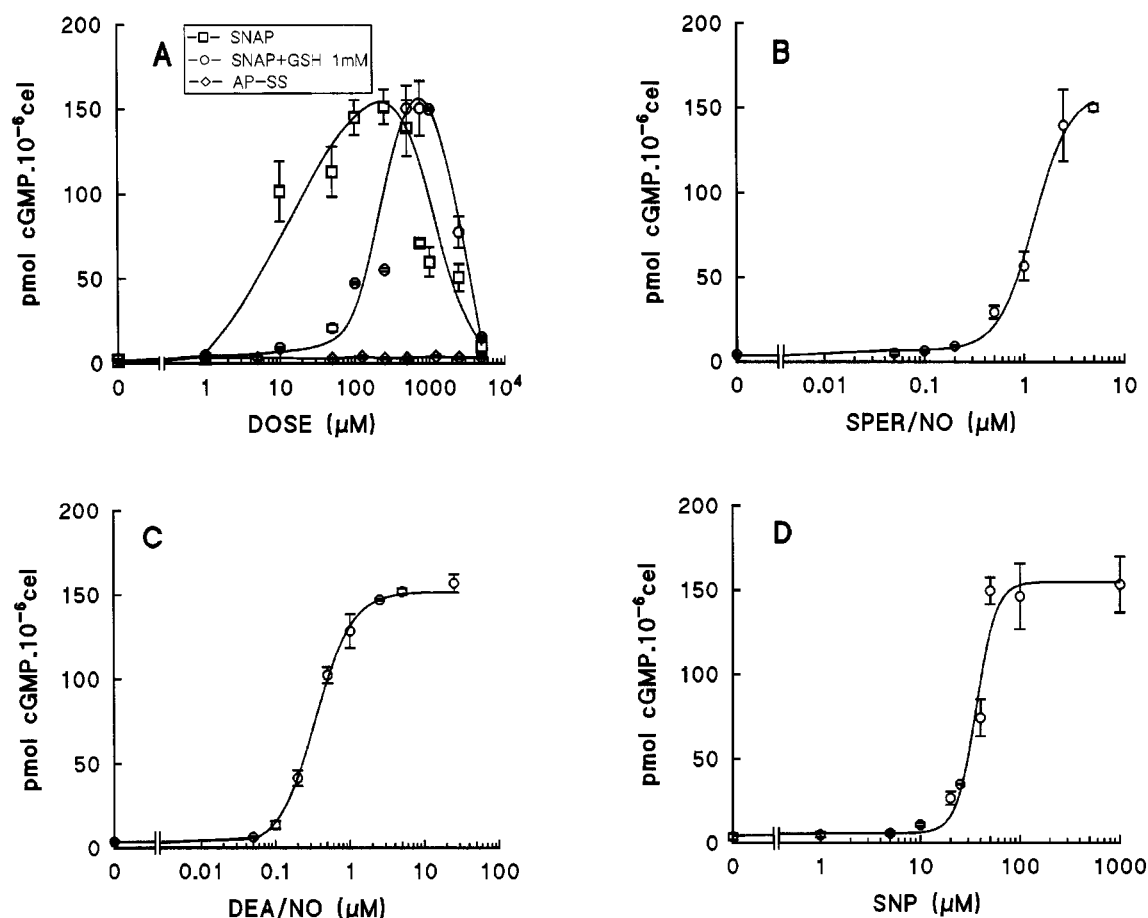 A
SNAP
SNAP+GSH 1mM
AP-SS
pmol cGMP.10⁻⁶cel
200
150
100
50
0
0 1 10 100 1000 10⁴
DOSE (µM)
B
pmol cGMP.10⁻⁶cel
200
150
100
50
0
0 0.01 0.1 1 10
SPER/NO (µM)
C
pmol cGMP.10⁻⁶cel
200
150
100
50
0
0 0.01 0.1 1 10 100
DEA/NO (µM)
D
pmol cGMP.10⁻⁶cel
200
150
100
50
0
0 1 10 100 1000
SNP (µM)